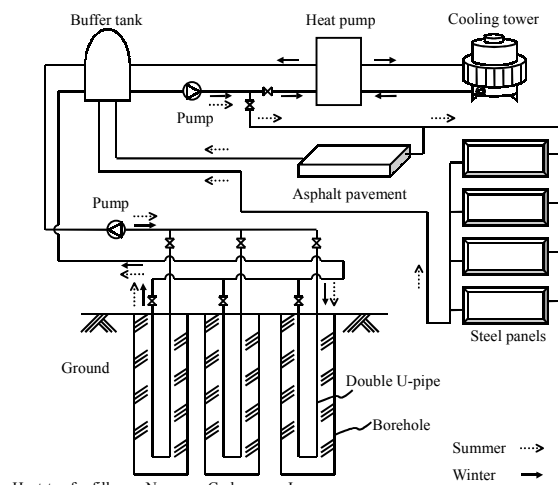 Buffer tank
Heat pump
Cooling tower
Pump
Asphalt pavement
Pump
Steel panels
Ground
Double U-pipe
Borehole
Summer
Winter